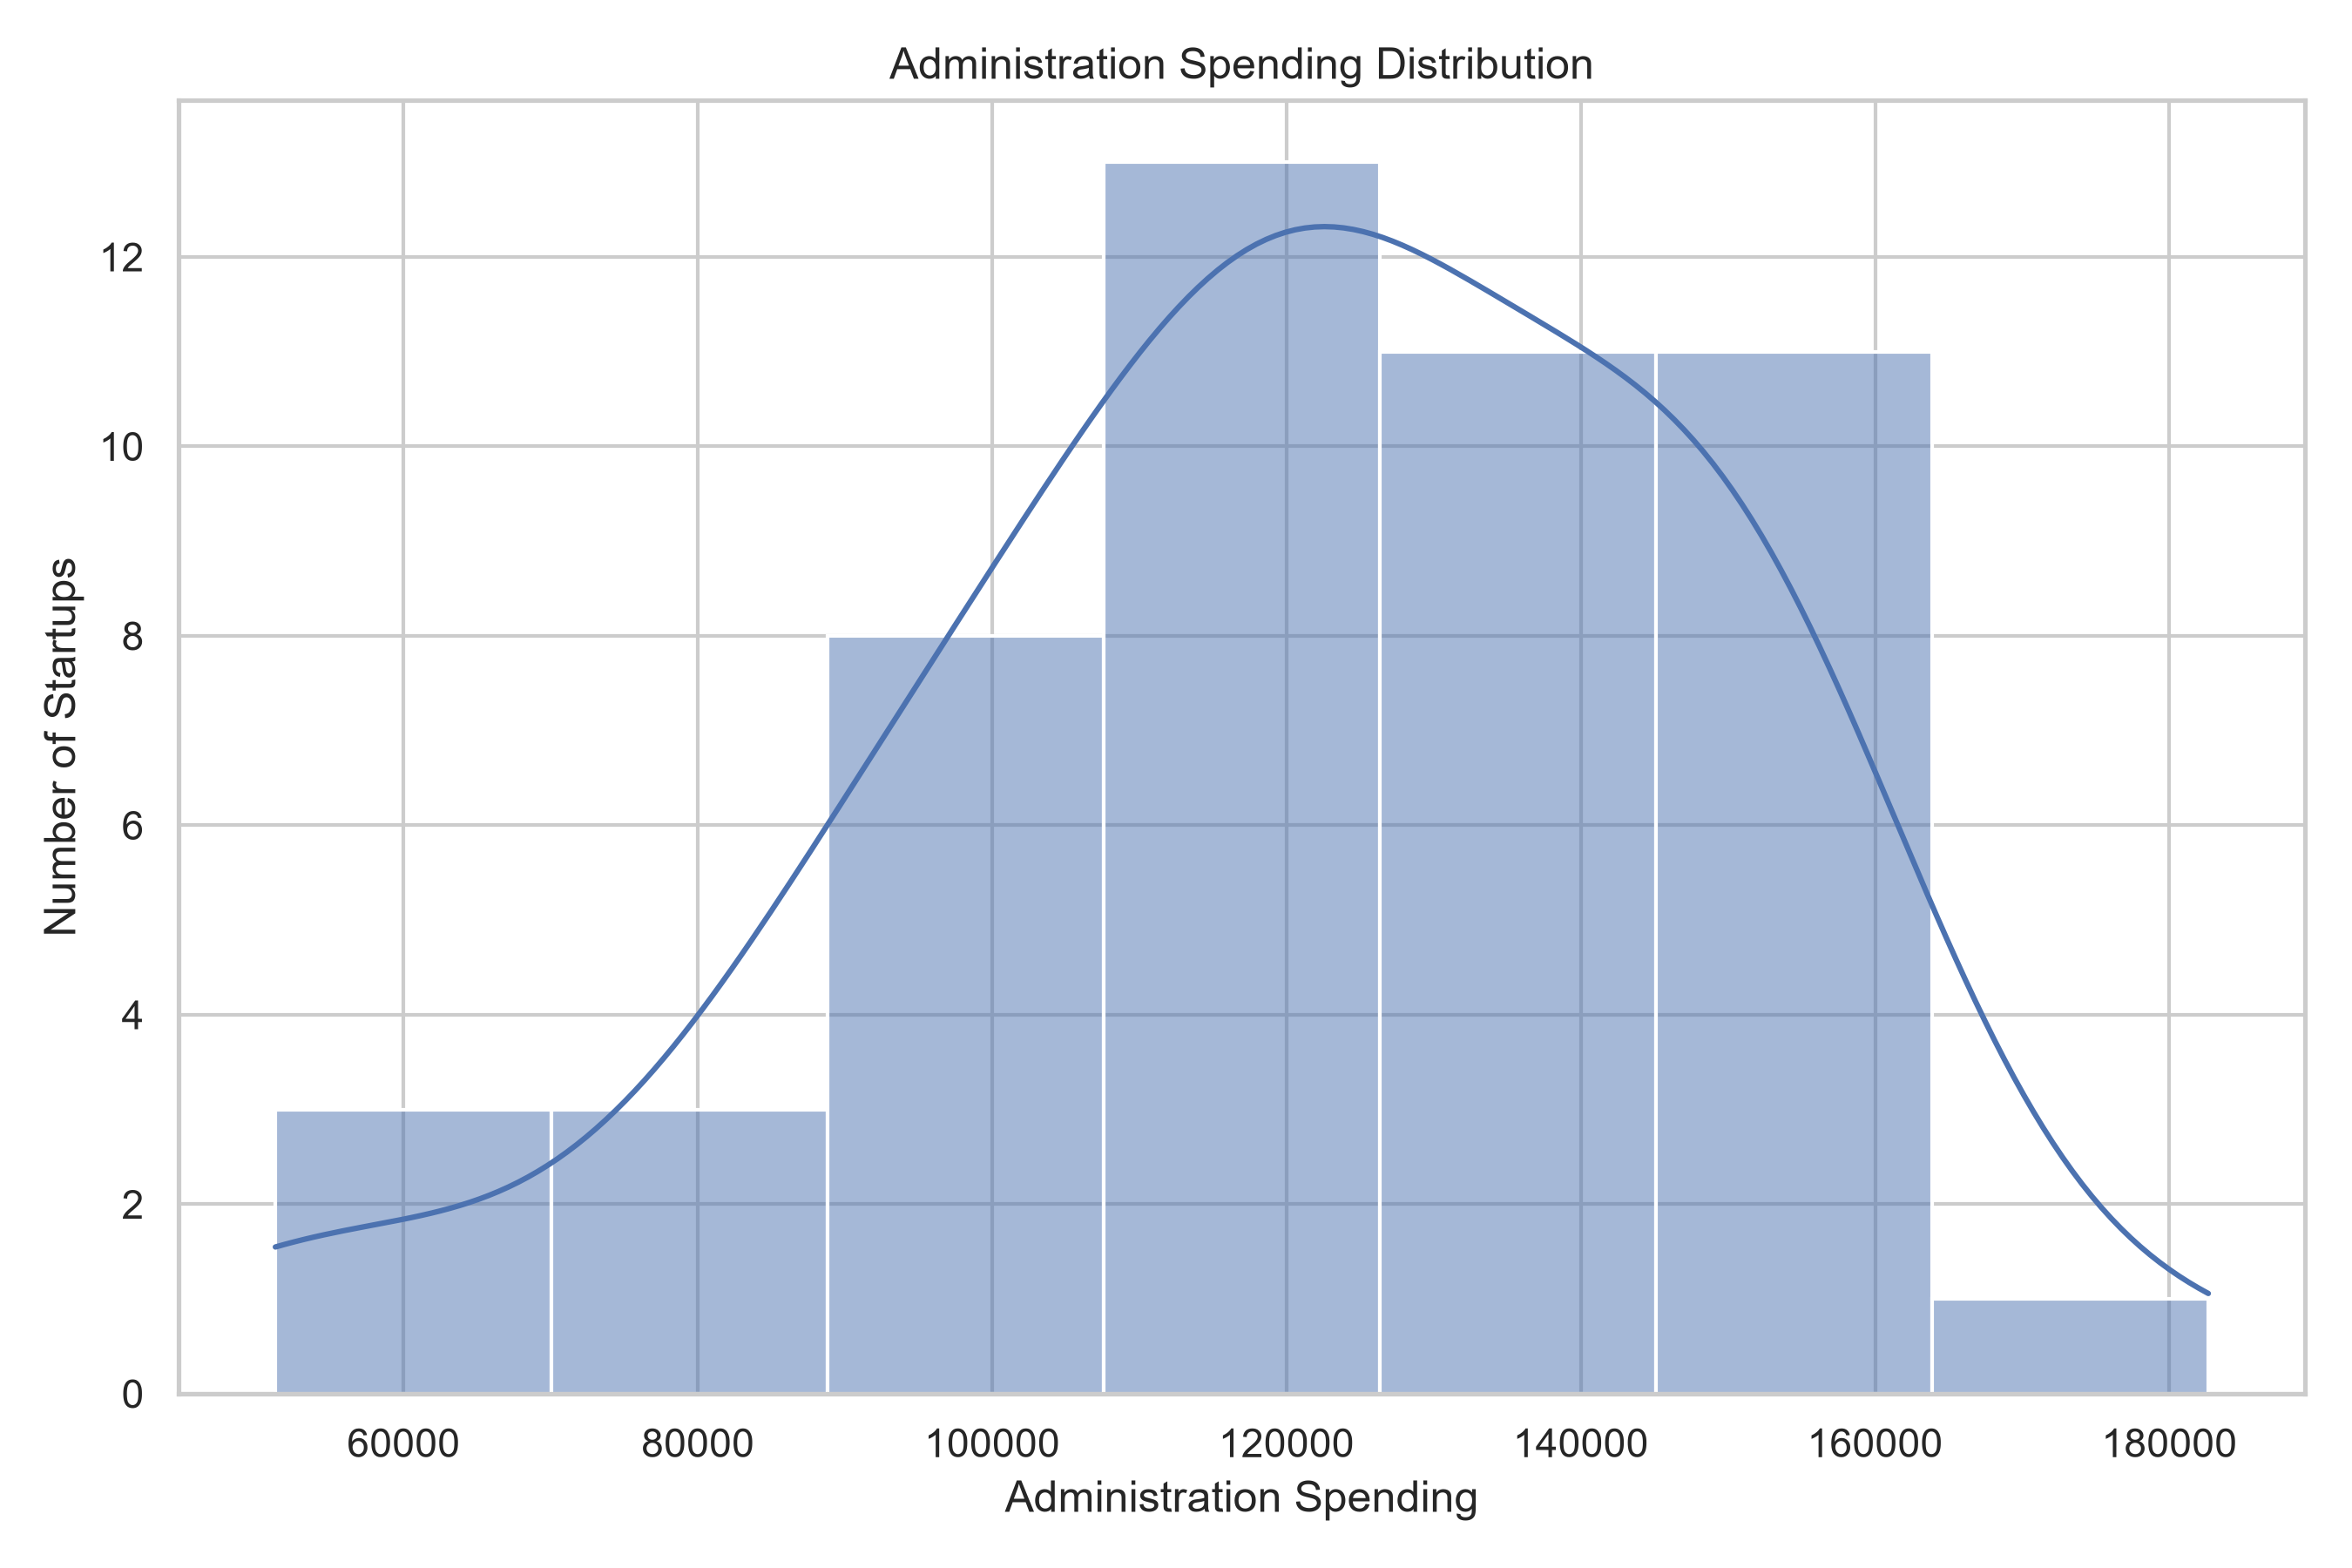 Administration Spending Distribution
Number of Startups
12
10
8
6
4
2
0
60000 80000 100000 120000 140000 160000 180000
Administration Spending